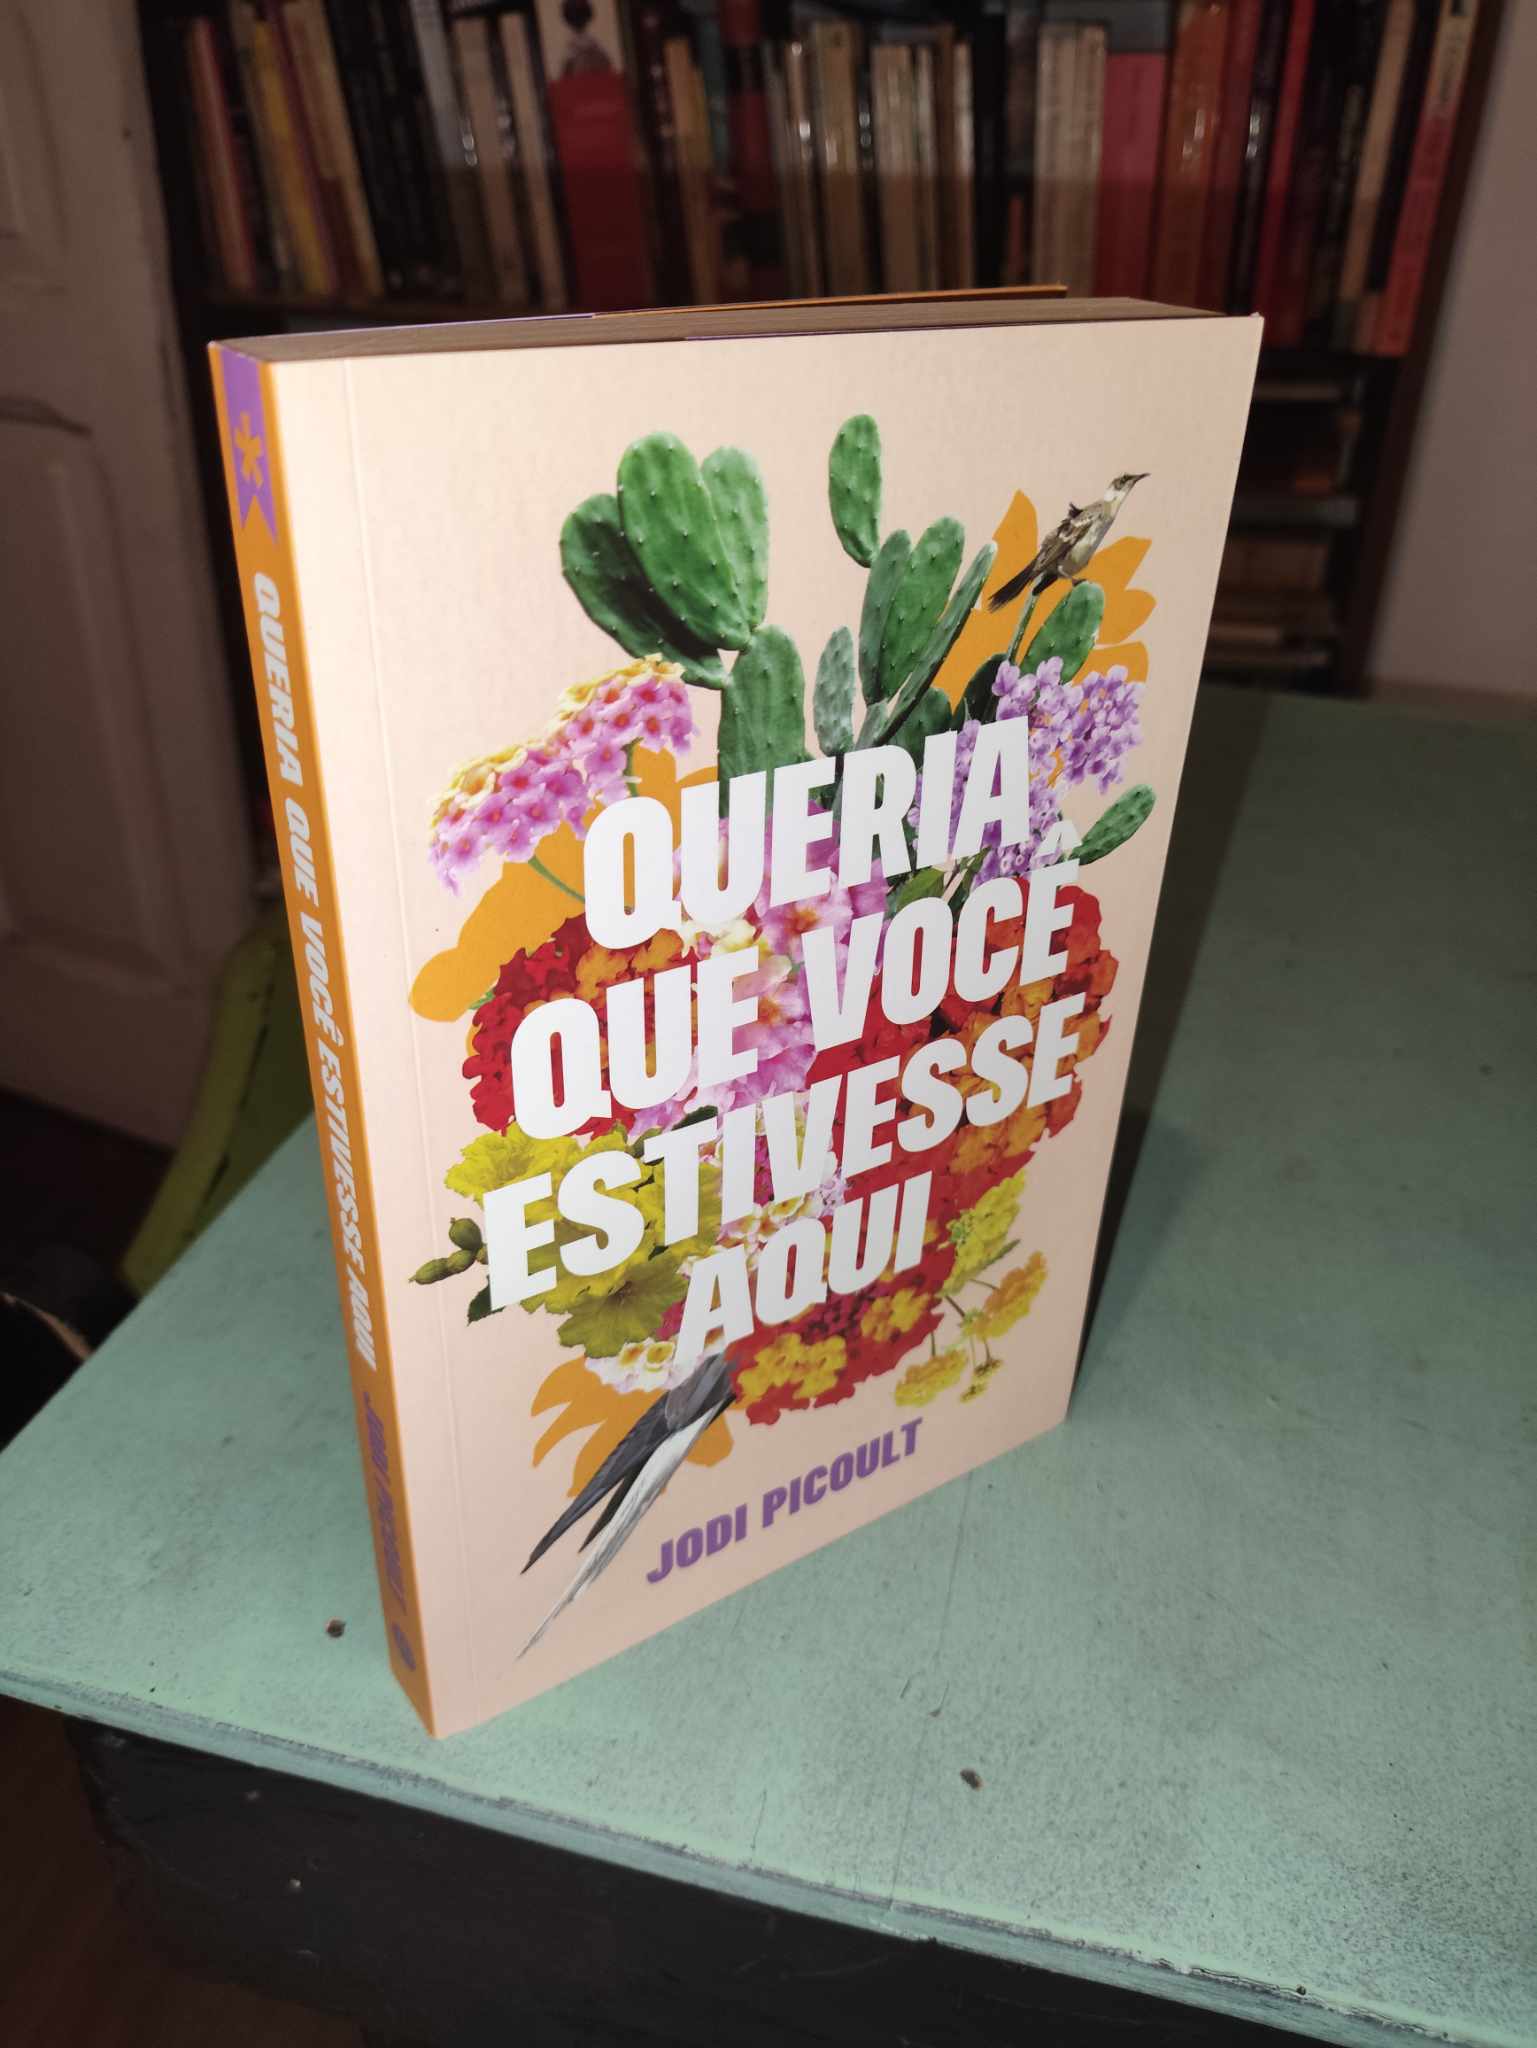 QUERIA QUE VOCÊ ESTIVESSE AQUI JODI PICOULT
QUERIA
QUE VOCÊ
ESTIVESSE
AQUI
JODI PICOULT